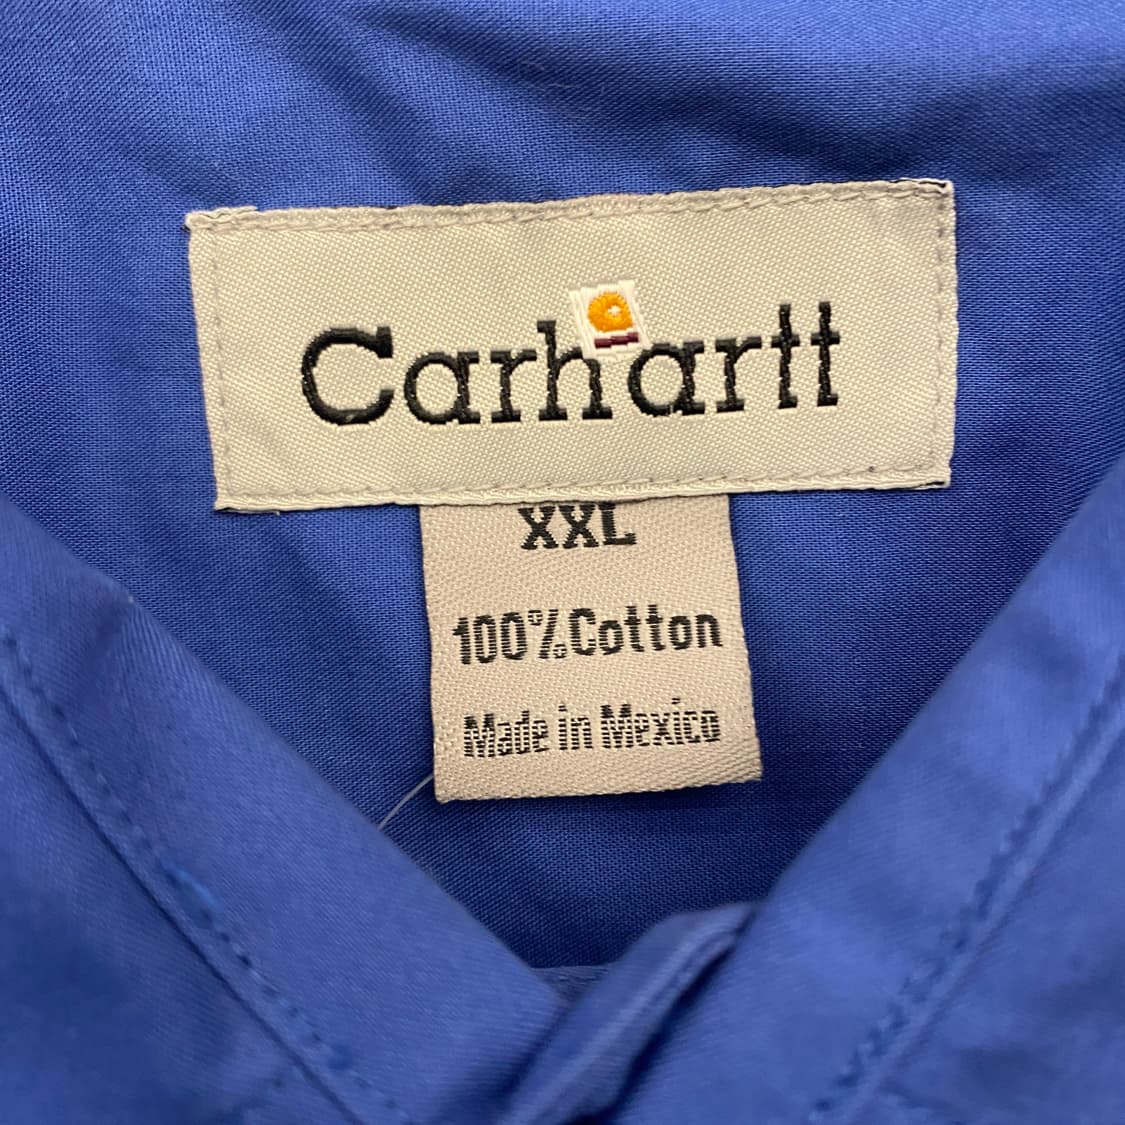 Carhartt
XXL
100% Cotton
Made in Mexico